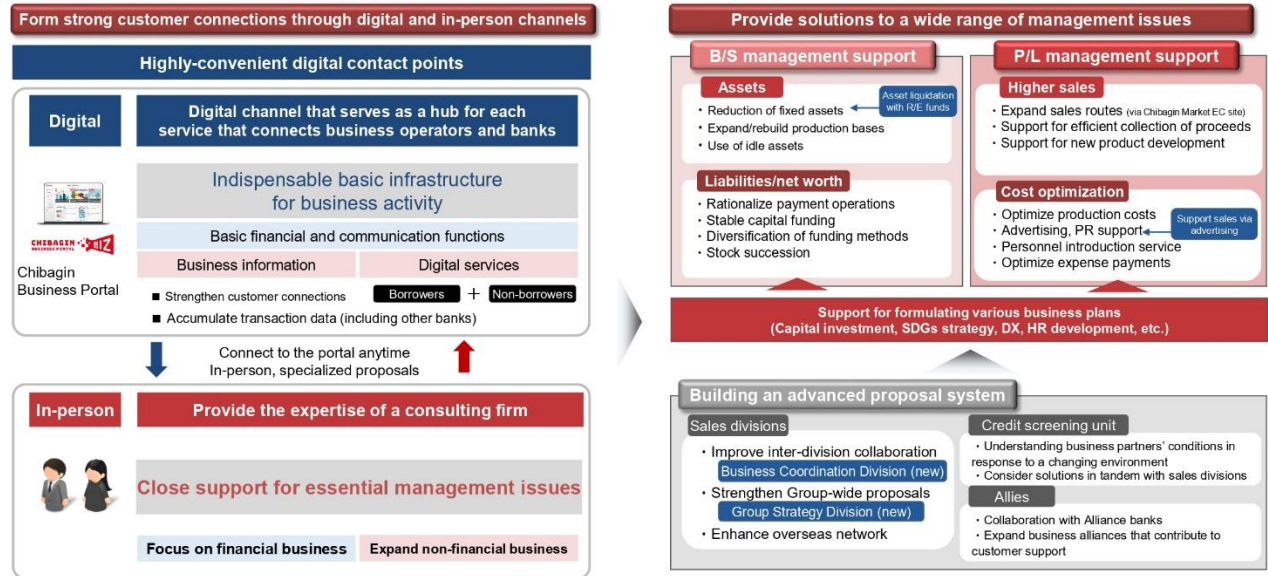 Form strong customer connections through digital and in-person channels
Highly-convenient digital contact points
Digital
Digital channel that serves as a hub for each
service that connects business operators and banks
Indispensable basic infrastructure
for business activity
Basic financial and communication functions
Business information
Digital services
CHIBAGIN
BUSINESS PORTAL
BIZ
Chibagin
Business Portal
■ Strengthen customer connections
Borrowers + Non-borrowers
■ Accumulate transaction data (including other banks)
Connect to the portal anytime
In-person, specialized proposals
In-person
Provide the expertise of a consulting firm
Close support for essential management issues
Focus on financial business
Expand non-financial business
Provide solutions to a wide range of management issues
B/S management support
Assets
・Reduction of fixed assets
Asset liquidation
with R/E funds
・Expand/rebuild production bases
・Use of idle assets
Liabilities/net worth
・Rationalize payment operations
・Stable capital funding
・Diversification of funding methods
・Stock succession
P/L management support
Higher sales
・Expand sales routes (via Chibagin Market EC site)
・Support for efficient collection of proceeds
・Support for new product development
Cost optimization
・Optimize production costs
・Advertising, PR support
Support sales via
advertising
・Personnel introduction service
・Optimize expense payments
Support for formulating various business plans
(Capital investment, SDGs strategy, DX, HR development, etc.)
Building an advanced proposal system
Sales divisions
・Improve inter-division collaboration
Business Coordination Division (new)
・Strengthen Group-wide proposals
Group Strategy Division (new)
・Enhance overseas network
Credit screening unit
・Understanding business partners' conditions in
response to a changing environment
・Consider solutions in tandem with sales divisions
Allies
・Collaboration with Alliance banks
・Expand business alliances that contribute to
customer support